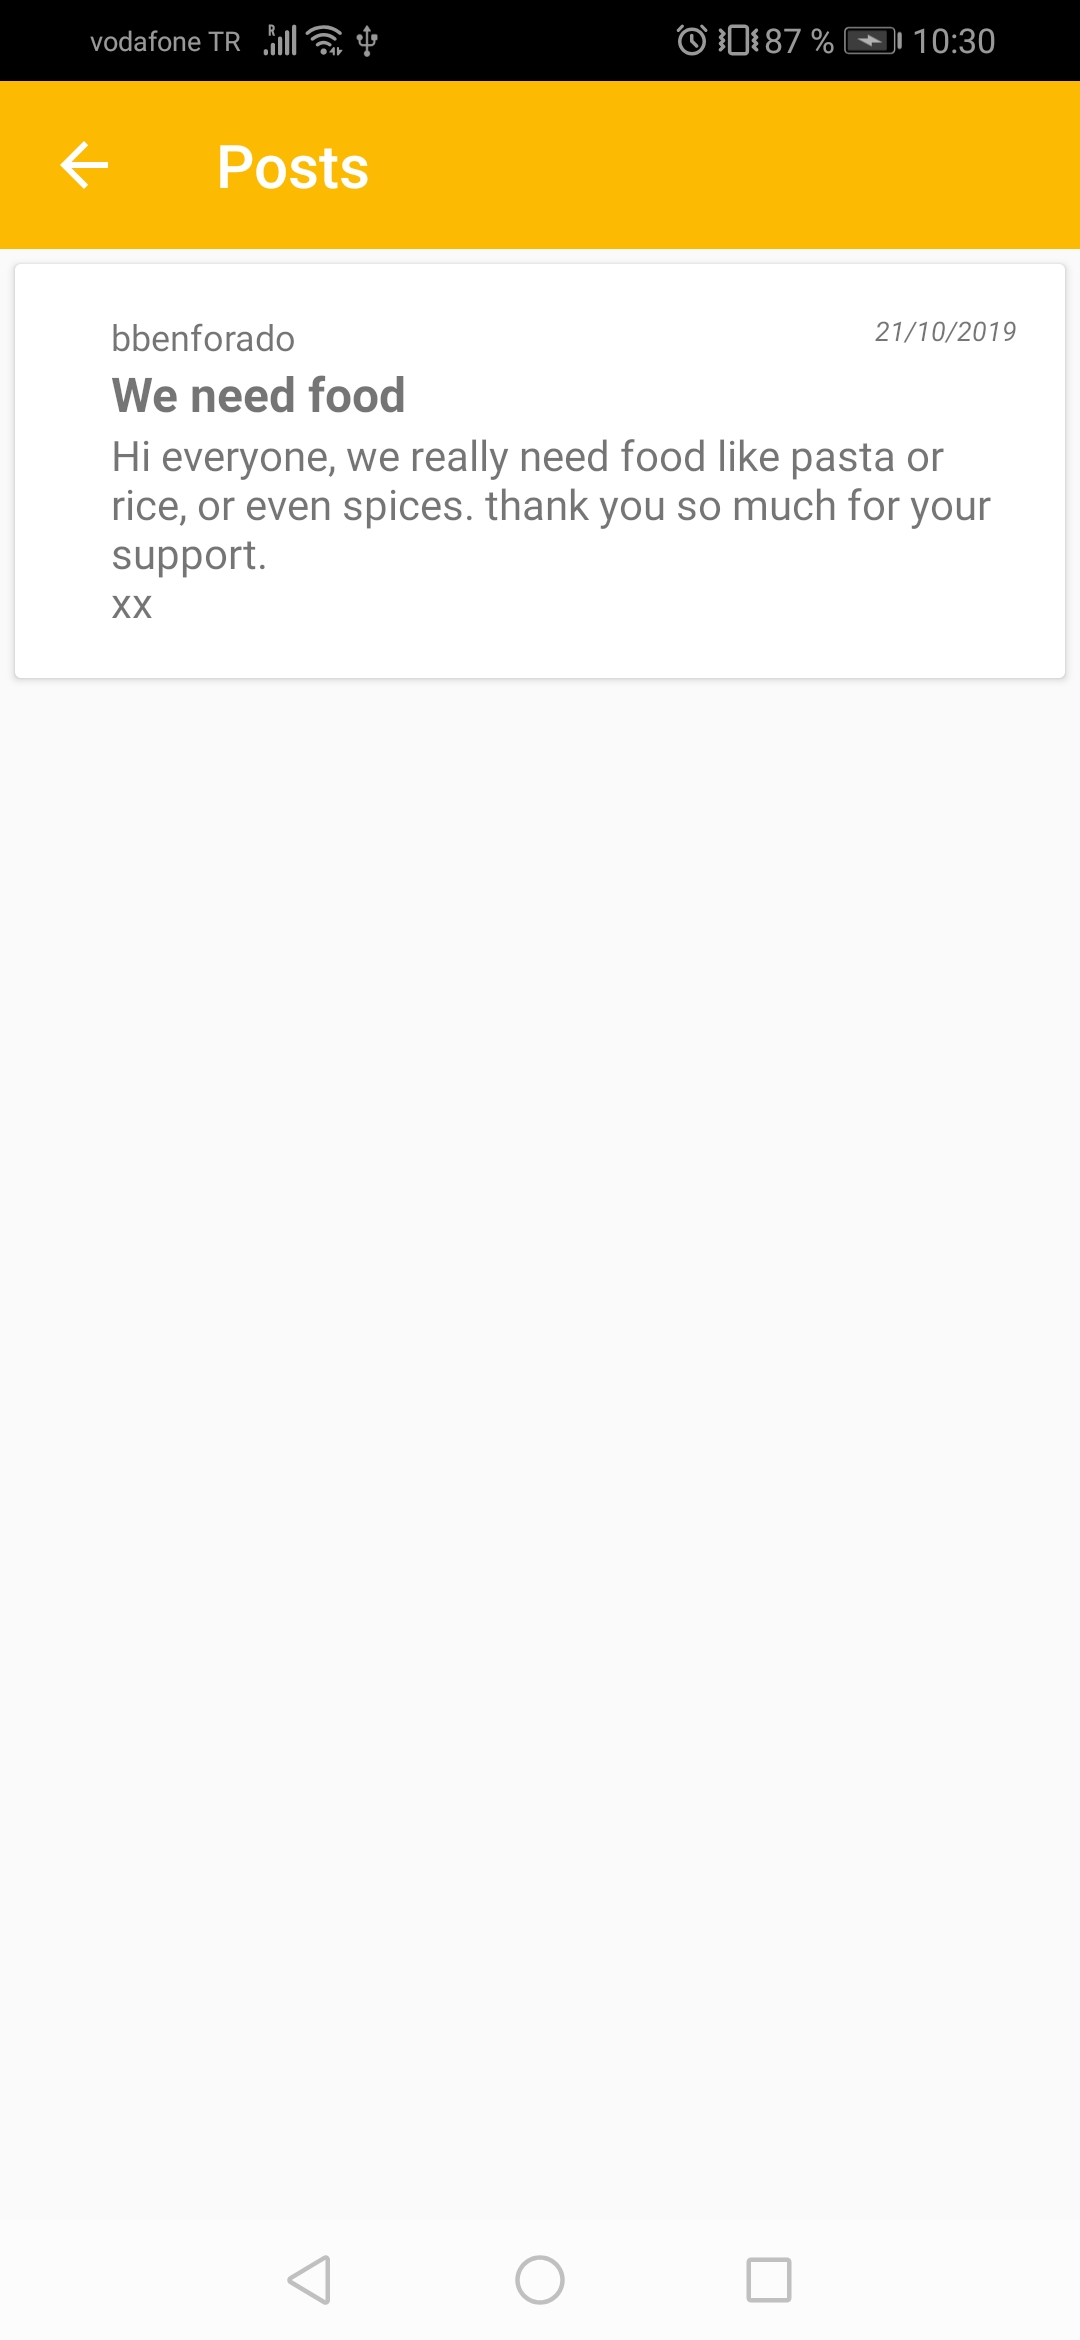 vodafone TR 87 % 10:30
Posts
bbenforado 21/10/2019
We need food
Hi everyone, we really need food like pasta or
rice, or even spices. thank you so much for your
support.
xx